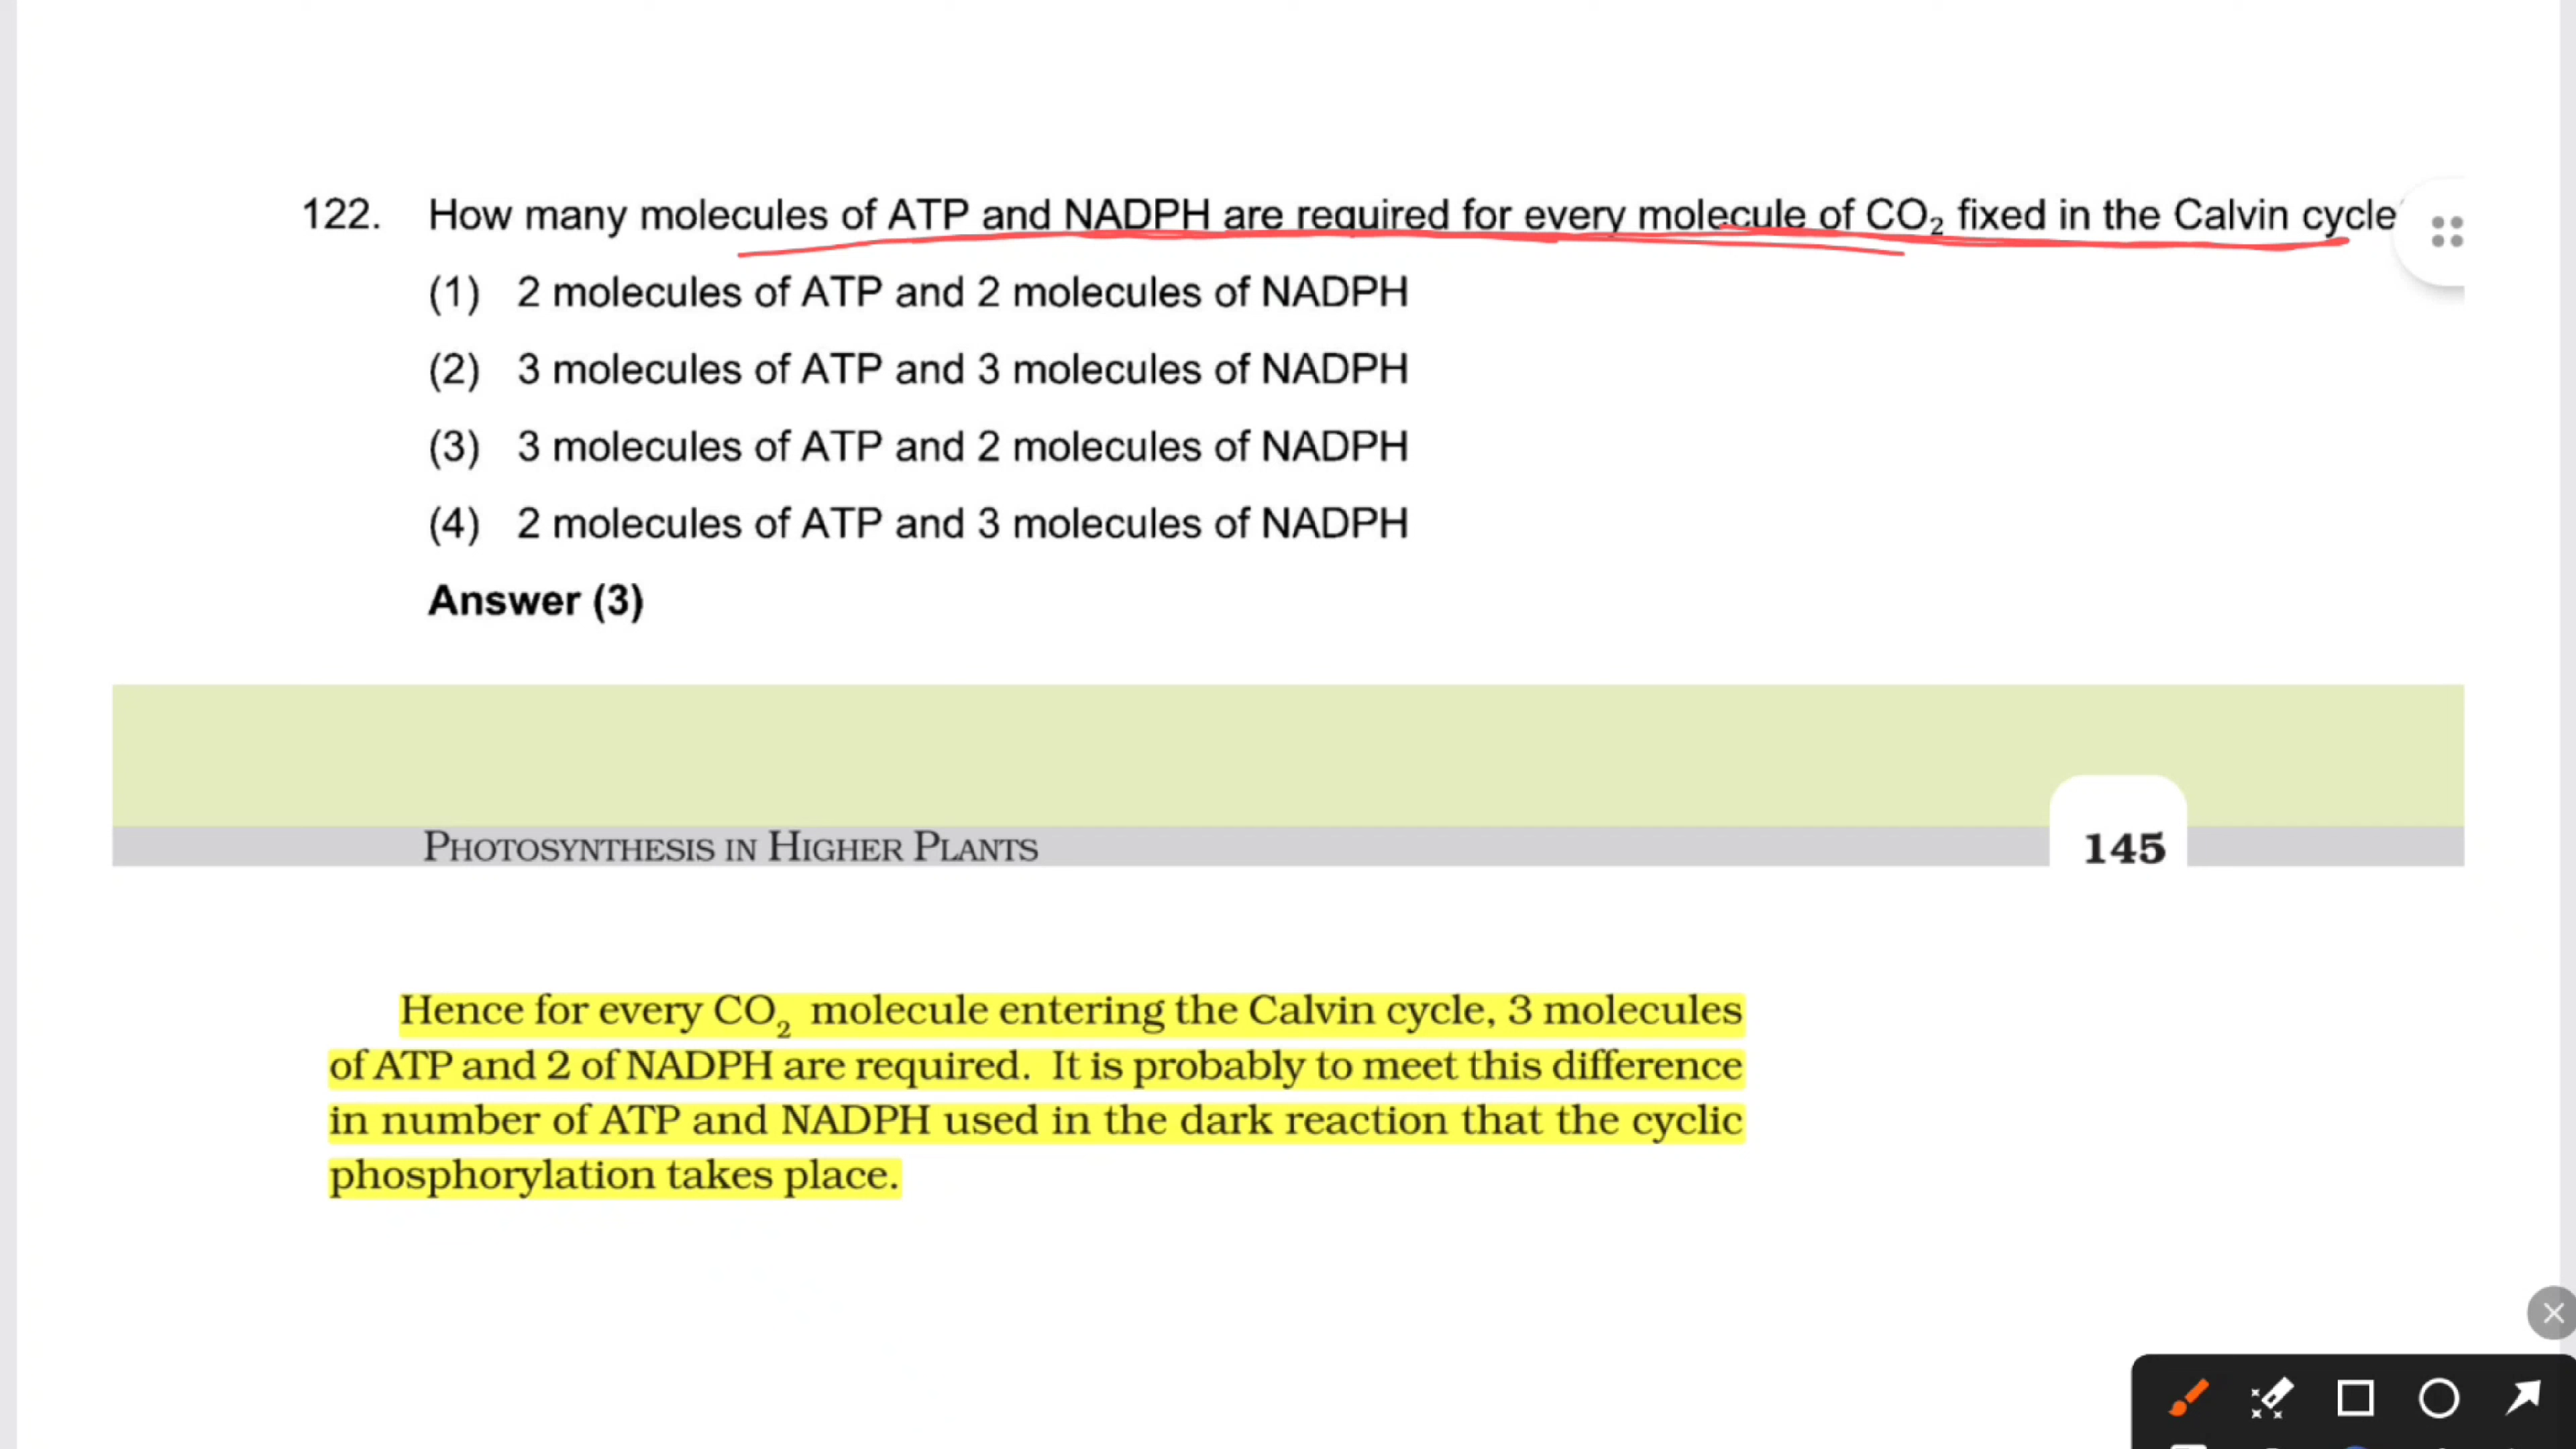 122. How many molecules of ATP and NADPH are required for every molecule of CO₂ fixed in the Calvin cycle
(1) 2 molecules of ATP and 2 molecules of NADPH
(2) 3 molecules of ATP and 3 molecules of NADPH
(3) 3 molecules of ATP and 2 molecules of NADPH
(4) 2 molecules of ATP and 3 molecules of NADPH
Answer (3)
PHOTOSYNTHESIS IN HIGHER PLANTS 145
Hence for every CO₂ molecule entering the Calvin cycle, 3 molecules
of ATP and 2 of NADPH are required. It is probably to meet this difference
in number of ATP and NADPH used in the dark reaction that the cyclic
phosphorylation takes place.